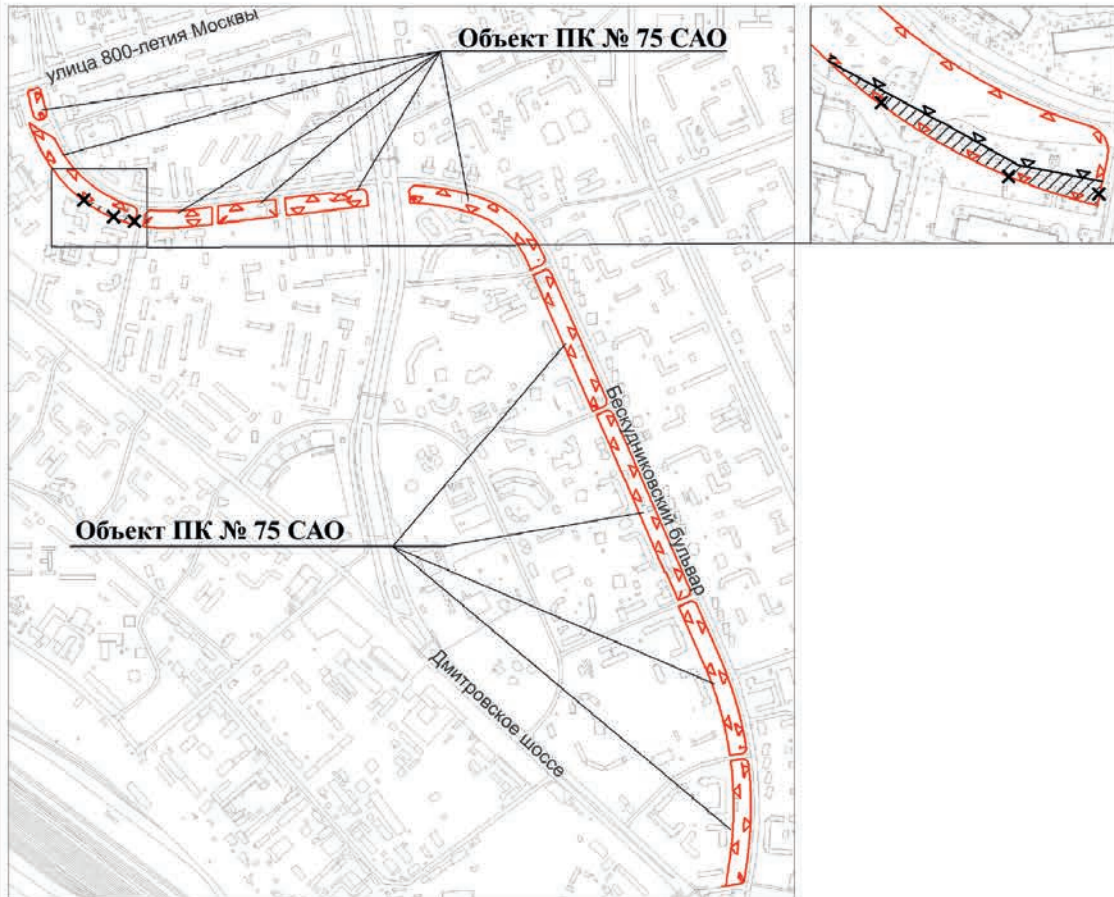 улица 800-летия Москвы
Объект ПК № 75 САО
Бескудниковский бульвар
Объект ПК № 75 САО
Дмитровское шоссе